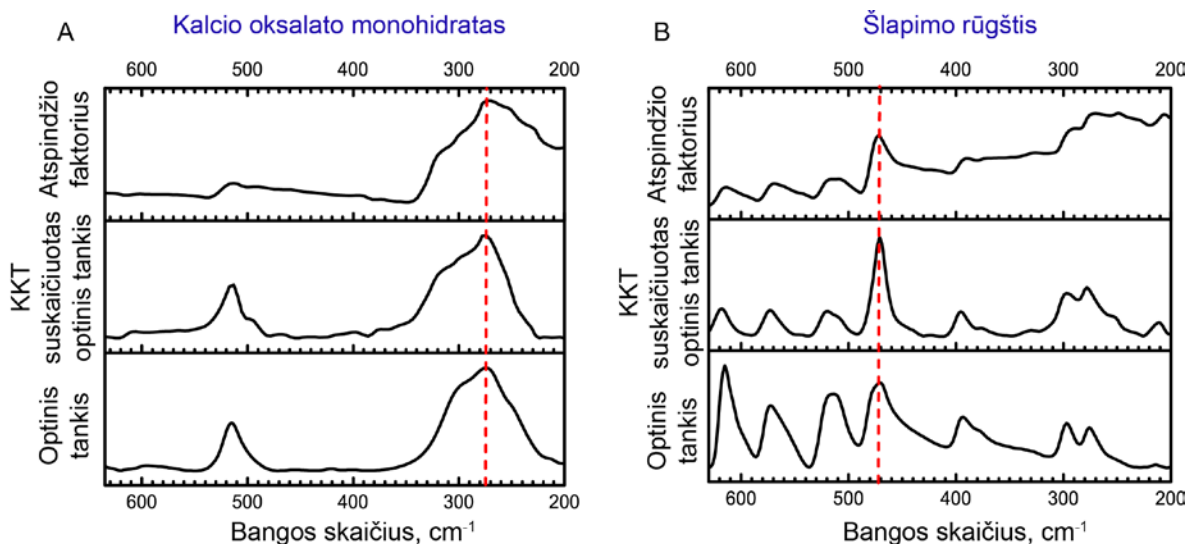 A
Kalcio oksalato monohidratas
600 500 400 300 200
Atspindžio
faktorius
KKT
suskaičiuotas
optinis tankis
Optinis
tankis
600 500 400 300 200
Bangos skaičius, cm⁻¹
B
Šlapimo rūgštis
600 500 400 300 200
Atspindžio
faktorius
KKT
suskaičiuotas
optinis tankis
Optinis
tankis
600 500 400 300 200
Bangos skaičius, cm⁻¹